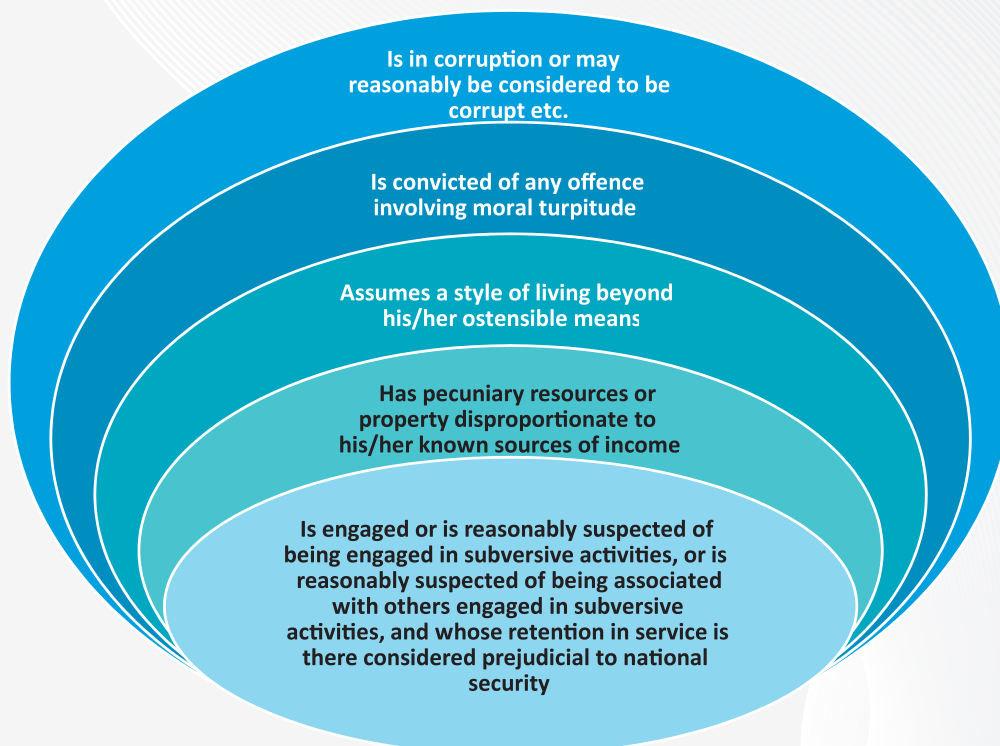 Is in corruption or may
reasonably be considered to be
corrupt etc.
Is convicted of any offence
involving moral turpitude
Assumes a style of living beyond
his/her ostensible means
Has pecuniary resources or
property disproportionate to
his/her known sources of income
Is engaged or is reasonably suspected of
being engaged in subversive activities, or is
reasonably suspected of being associated
with others engaged in subversive
activities, and whose retention in service is
there considered prejudicial to national
security